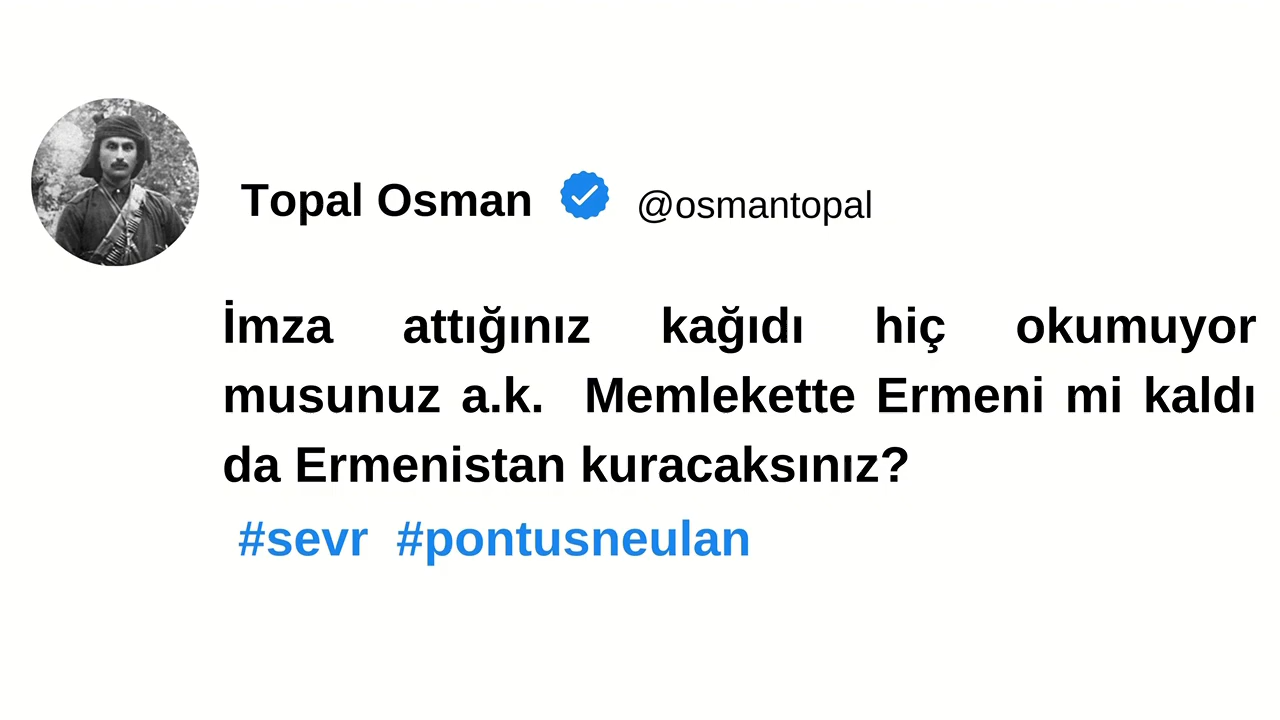 Topal Osman @osmantopal
İmza attığınız kağıdı hiç okumuyor
musunuz a.k. Memlekette Ermeni mi kaldı
da Ermenistan kuracaksınız?
#sevr #pontusneulan